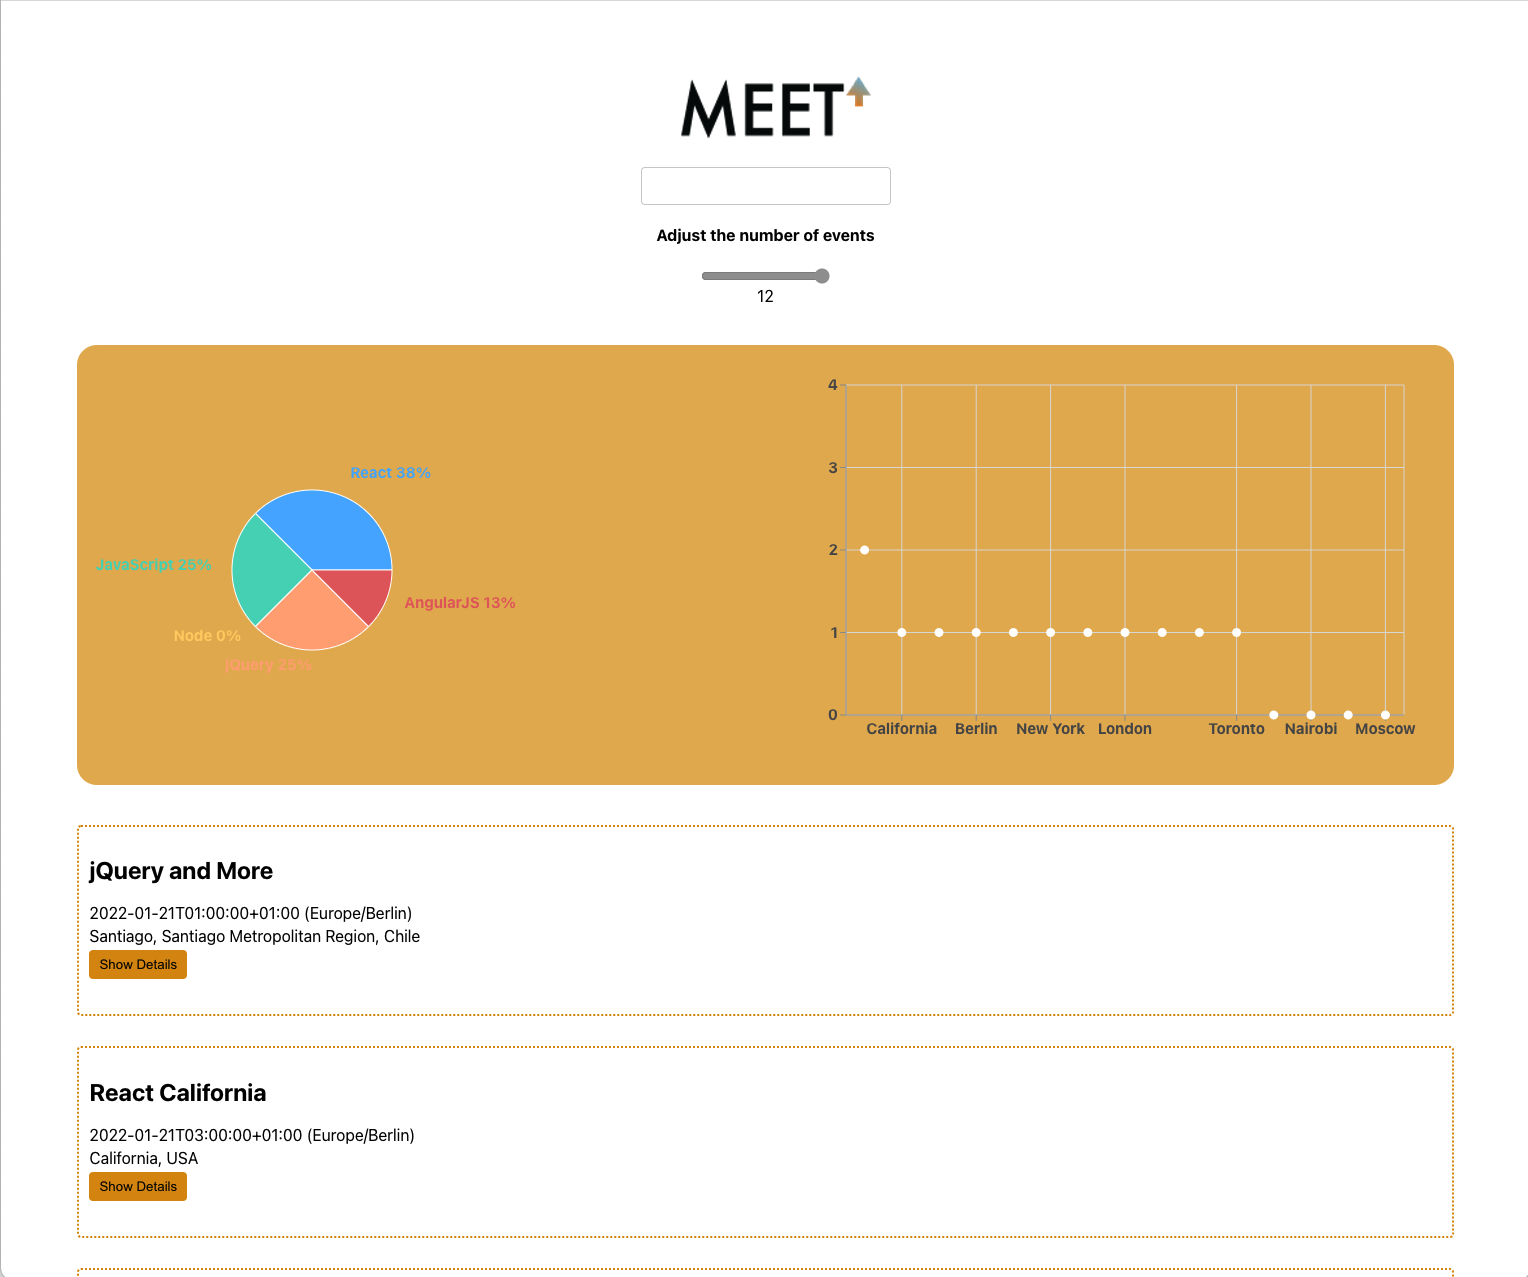 MEET
Adjust the number of events
12
React 38%
JavaScript 25%
AngularJS 13%
Node 0%
jQuery 25%
4
3
2
1
0
California Berlin New York London Toronto Nairobi Moscow
jQuery and More
2022-01-21T01:00:00+01:00 (Europe/Berlin)
Santiago, Santiago Metropolitan Region, Chile
Show Details
React California
2022-01-21T03:00:00+01:00 (Europe/Berlin)
California, USA
Show Details